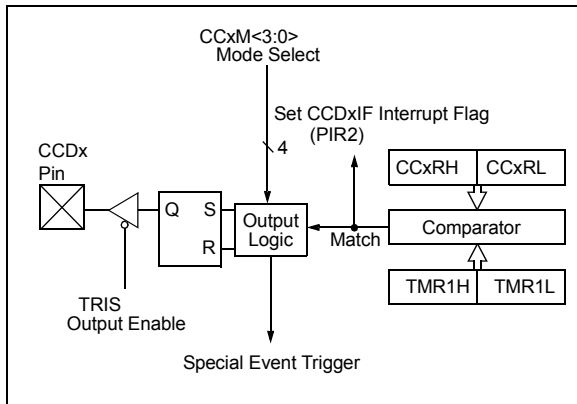 CCxM<3:0>
Mode Select
Set CCDxIF Interrupt Flag
(PIR2)
4
CCDx
Pin
CCxRH CCxRL
Q S
R
Output
Logic
Match
Comparator
TRIS
Output Enable
TMR1H TMR1L
Special Event Trigger